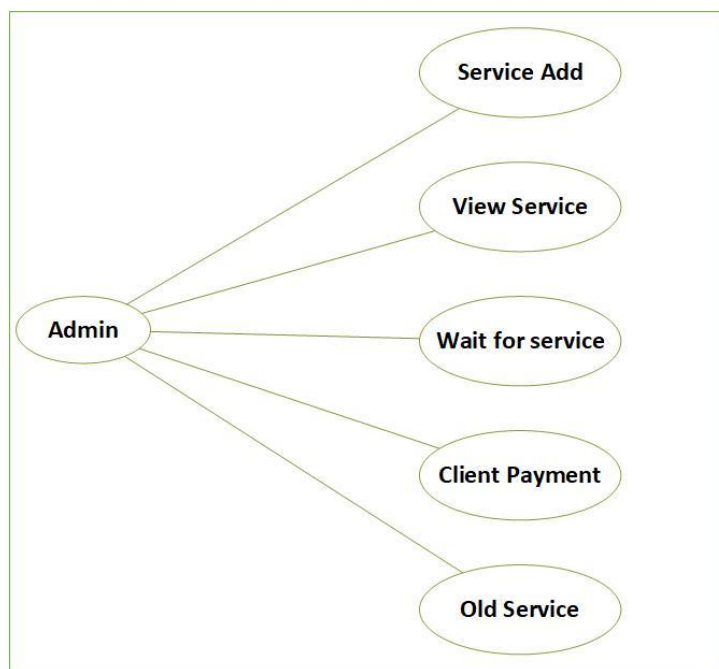 Service Add
View Service
Admin
Wait for service
Client Payment
Old Service